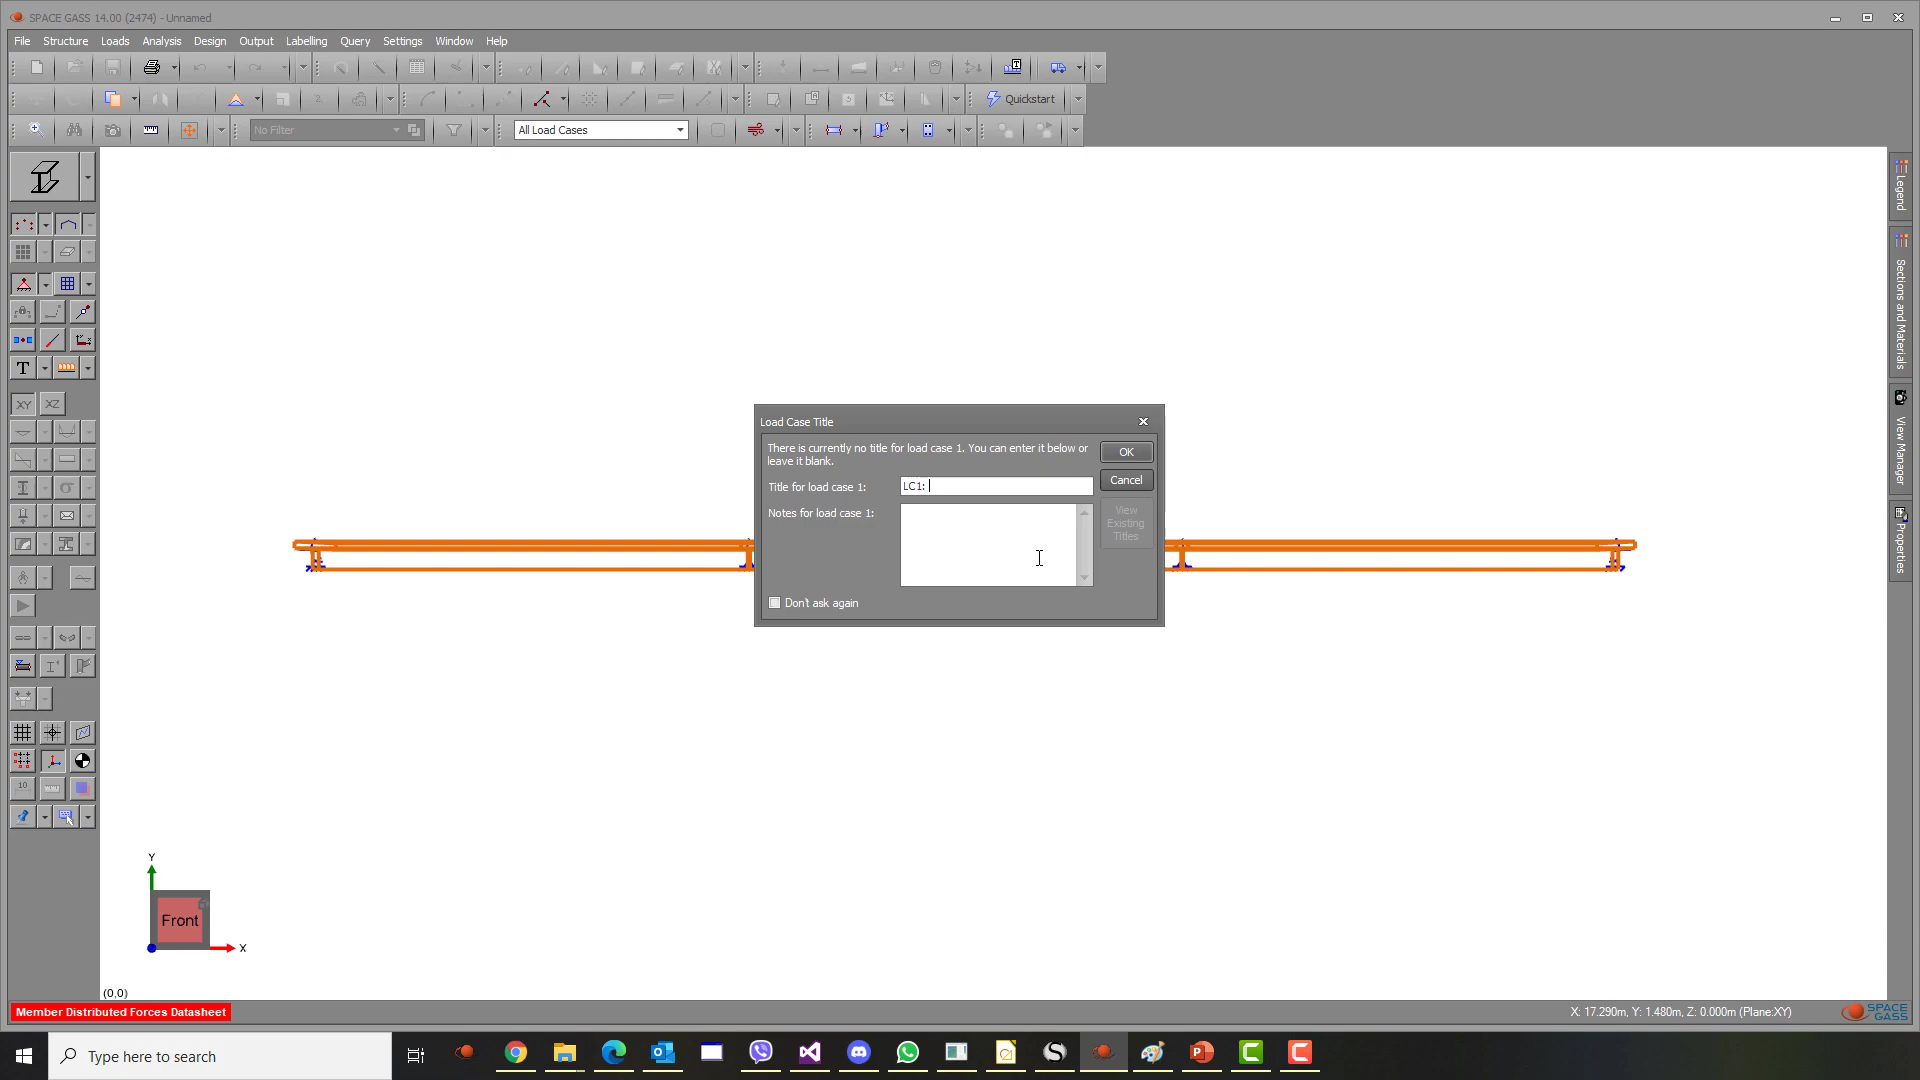 SPACE GASS 14.00 (2474) - Unnamed
File Structure Loads Analysis Design Output Labelling Query Settings Window Help
Quickstart
No Filter
All Load Cases
Legend
Sections and Materials
View Manager
Properties
T
XY XZ
10
Load Case Title
There is currently no title for load case 1. You can enter it below or
leave it blank.
OK
Title for load case 1:
LC1:
Cancel
Notes for load case 1:
View
Existing
Titles
Don't ask again
Y
Front
X
(0,0)
Member Distributed Forces Datasheet
X: 17.290m, Y: 1.480m, Z: 0.000m (Plane:XY)
SPACE
GASS
Type here to search